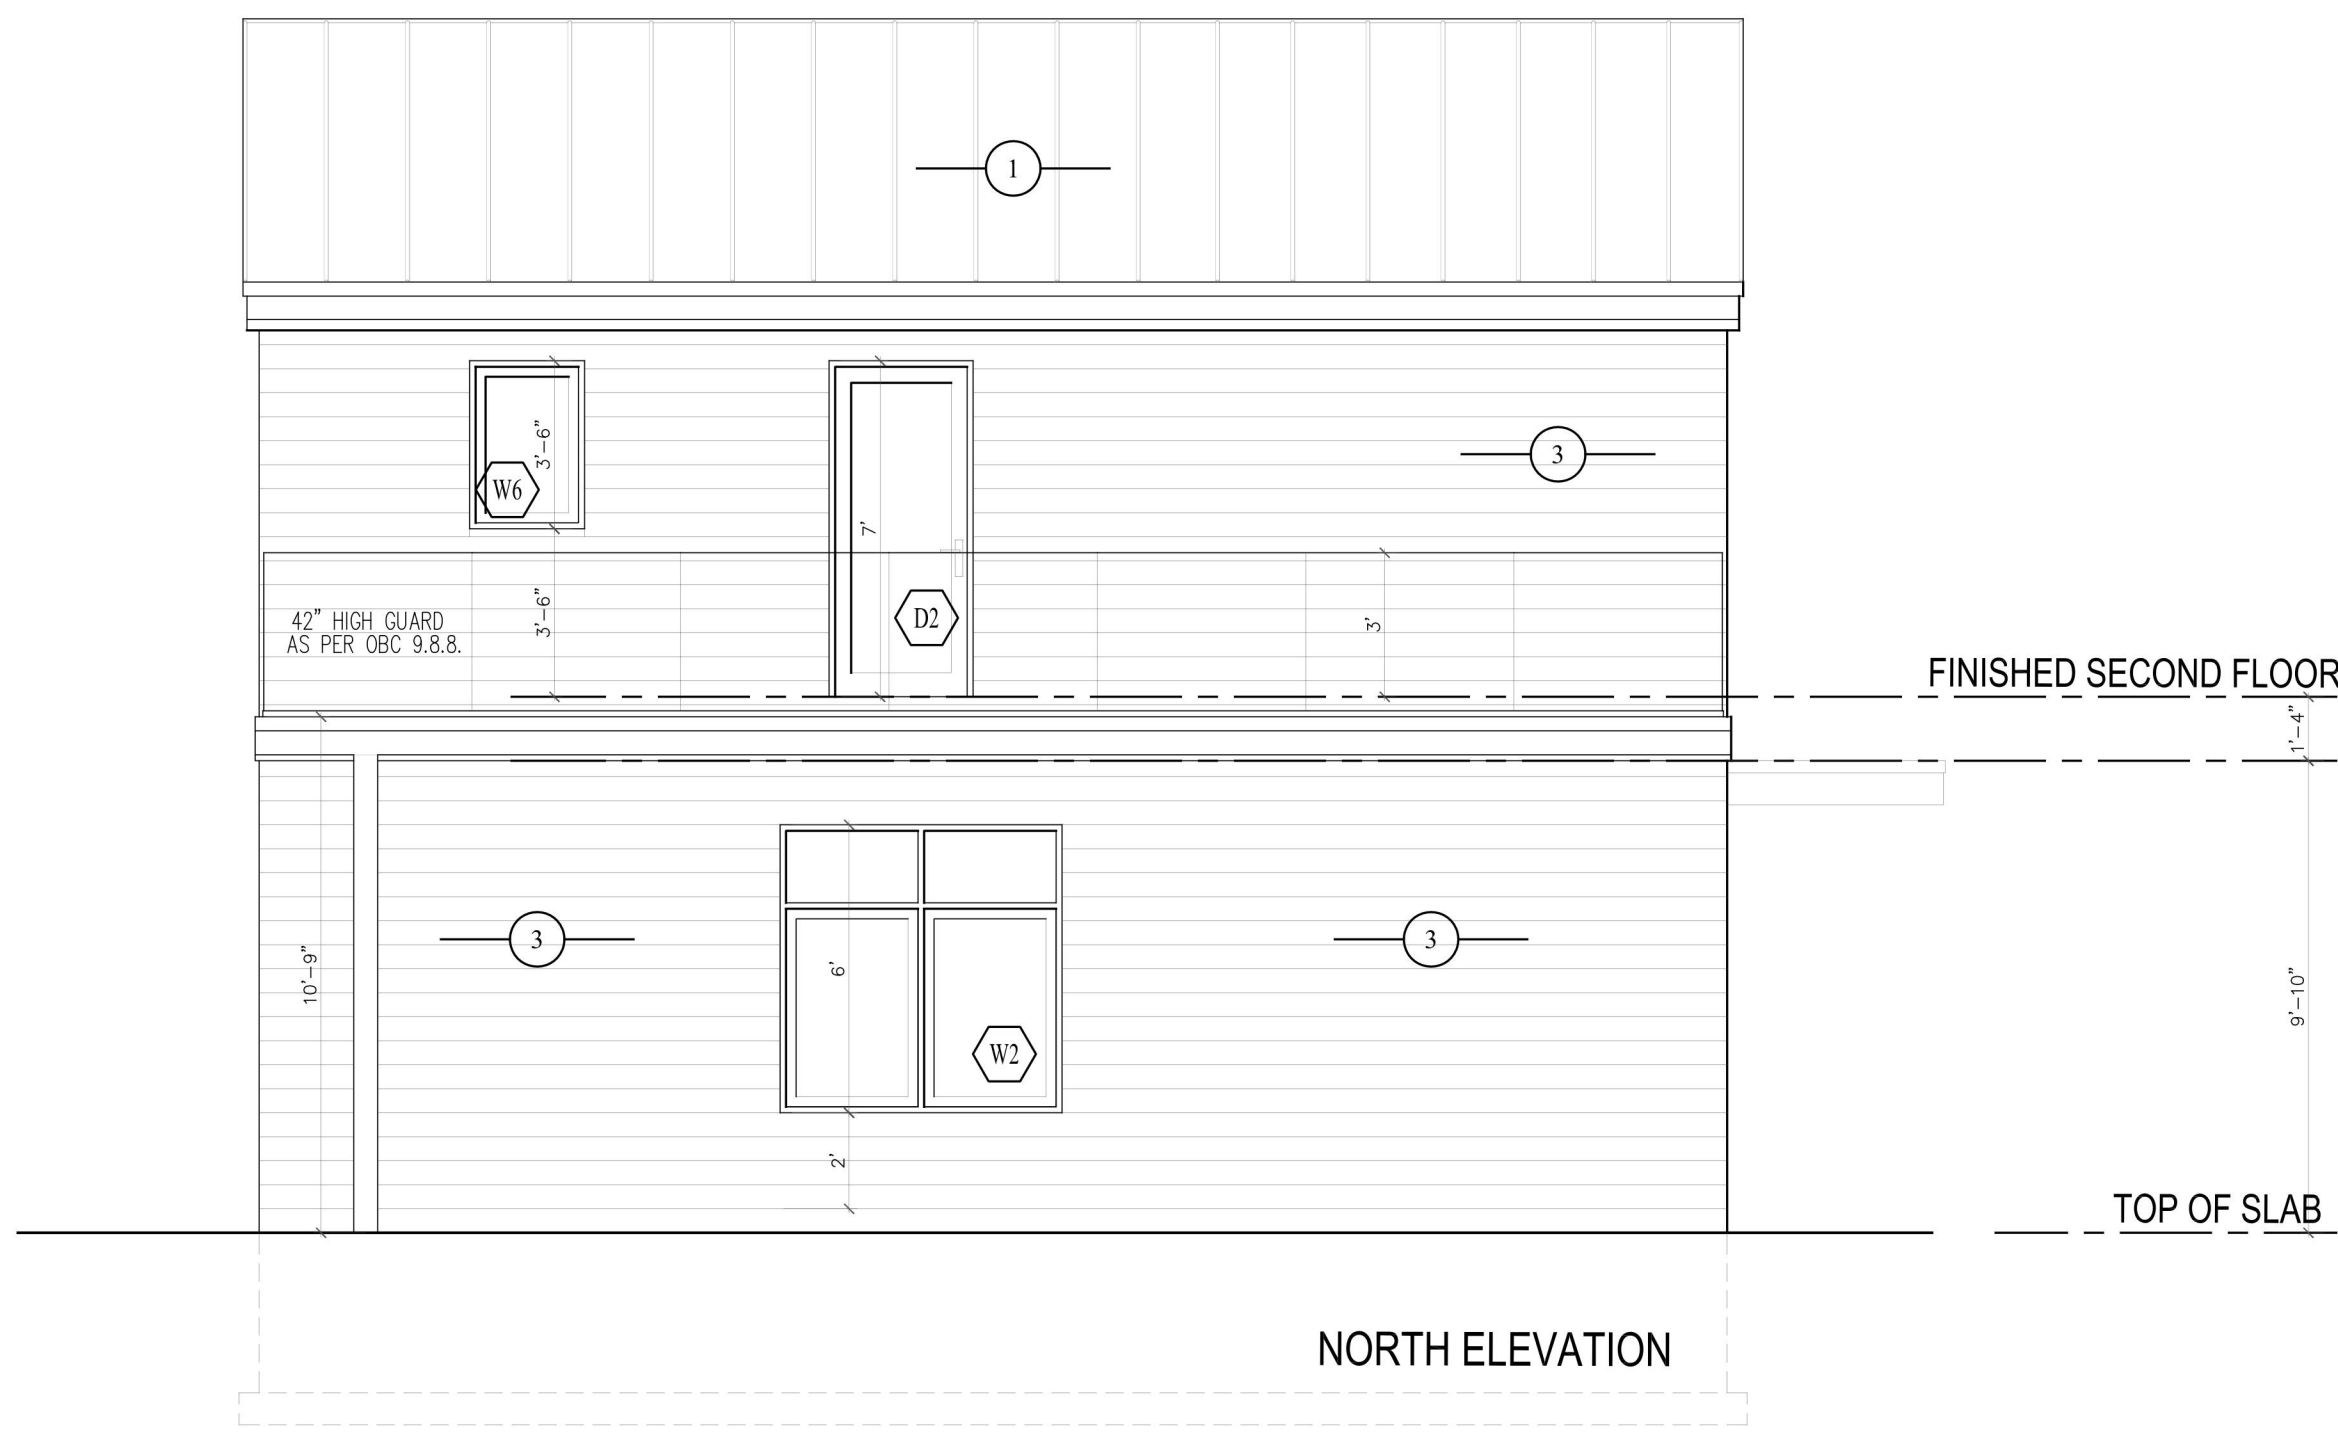 1
3'-6"
W6
7'
3
3'-6"
D2
3'
42" HIGH GUARD
AS PER OBC 9.8.8.
FINISHED SECOND FLOOR
1'-4"
3
3
10'-9"
6'
W2
9'-10"
2'
TOP OF SLAB
NORTH ELEVATION